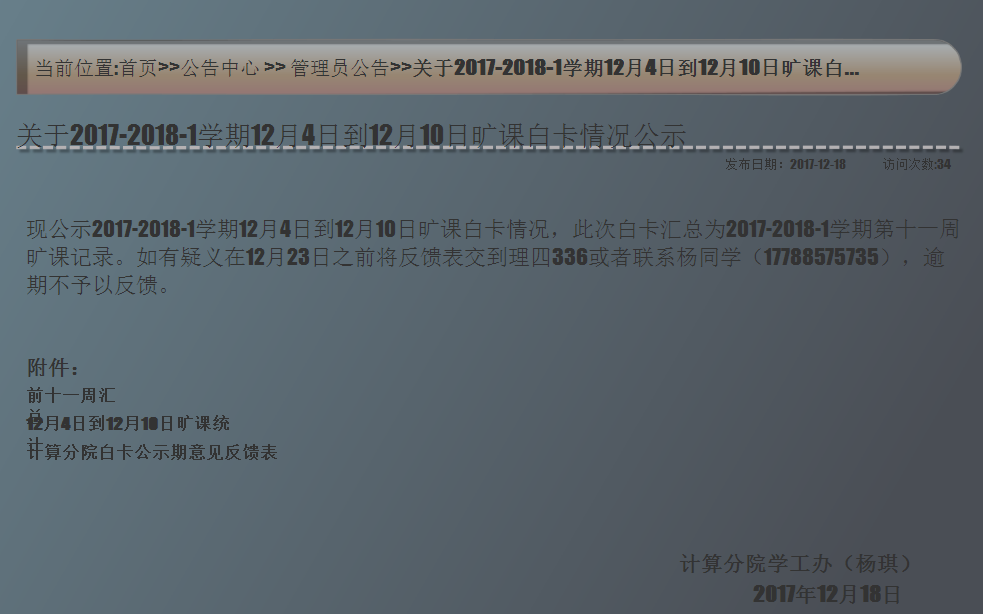 当前位置:首页>>公告中心 >> 管理员公告>>关于2017-2018-1学期12月4日到12月10日旷课白...
关于2017-2018-1学期12月4日到12月10日旷课白卡情况公示
发布日期：2017-12-18 访问次数:34
现公示2017-2018-1学期12月4日到12月10日旷课白卡情况，此次白卡汇总为2017-2018-1学期第十一周
旷课记录。如有疑义在12月23日之前将反馈表交到理四336或者联系杨同学（17788575735），逾
期不予以反馈。
附件：
前十一周汇
总
12月4日到12月10日旷课统
计
计算分院白卡公示期意见反馈表
计算分院学工办（杨琪）
2017年12月18日